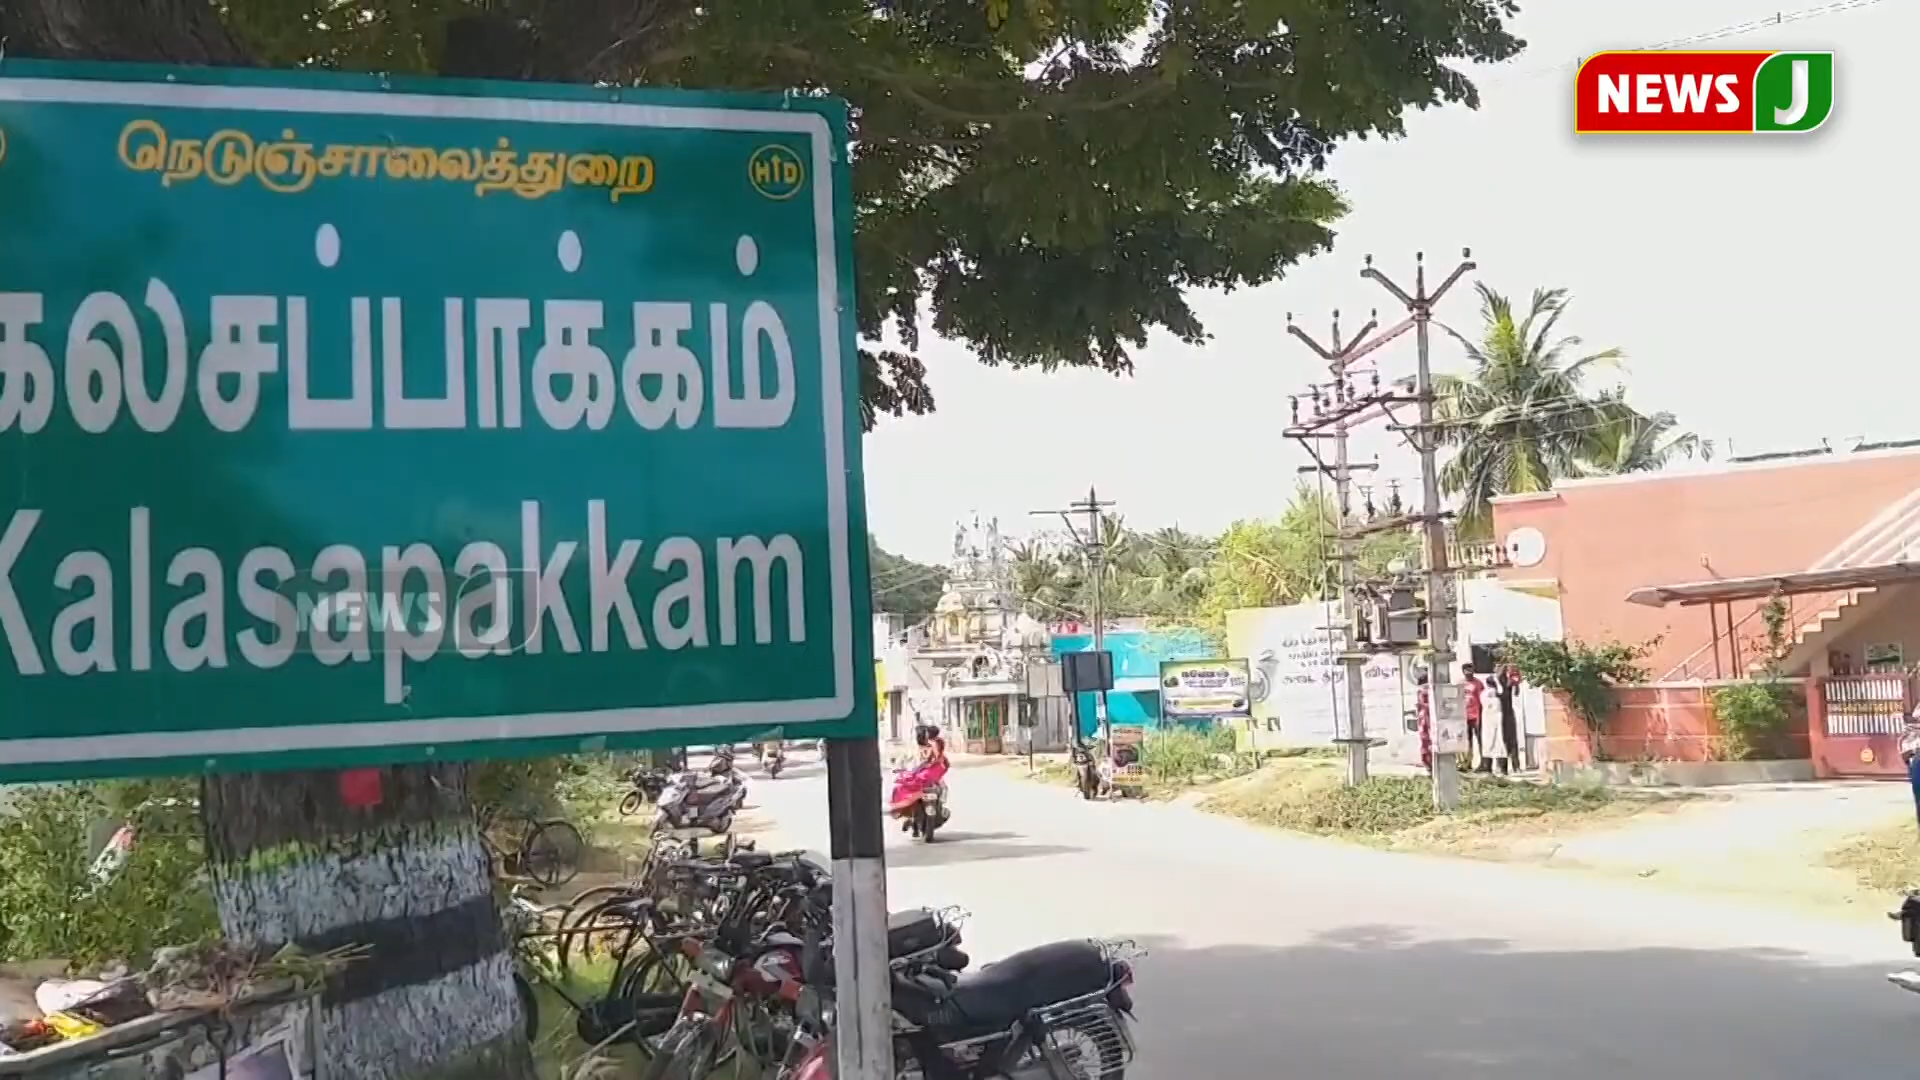 NEWS J
நெடுஞ்சாலைத்துறை
HTD
கலசப்பாக்கம்
Kalasapakkam
NEWS J